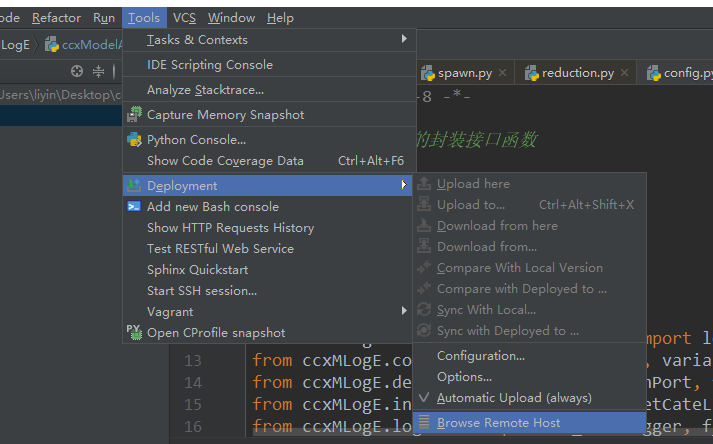 ode Refactor Run Tools VCS Window Help
LogE ccxModelA
Tasks & Contexts
IDE Scripting Console
Analyze Stacktrace...
Capture Memory Snapshot
Python Console...
Show Code Coverage Data Ctrl+Alt+F6
Deployment
Add new Bash console
Show HTTP Requests History
Test RESTful Web Service
Sphinx Quickstart
Start SSH session...
Vagrant
Open CProfile snapshot
spawn.py reduction.py config.py
sers\liyin\Desktop\c
-8 -*-
的封装接口函数
Upload here
Upload to... Ctrl+Alt+Shift+X
Download from here
Download from...
Compare With Local Version
Compare with Deployed to ...
Sync With Local...
Sync with Deployed to ...
Configuration...
Options...
Automatic Upload (always)
Browse Remote Host
mport l
13 from ccxMLogE.co , varia
14 from ccxMLogE.de nPort,
15 from ccxMLogE.in etCateL
16 from ccxMLogE.log gger, f